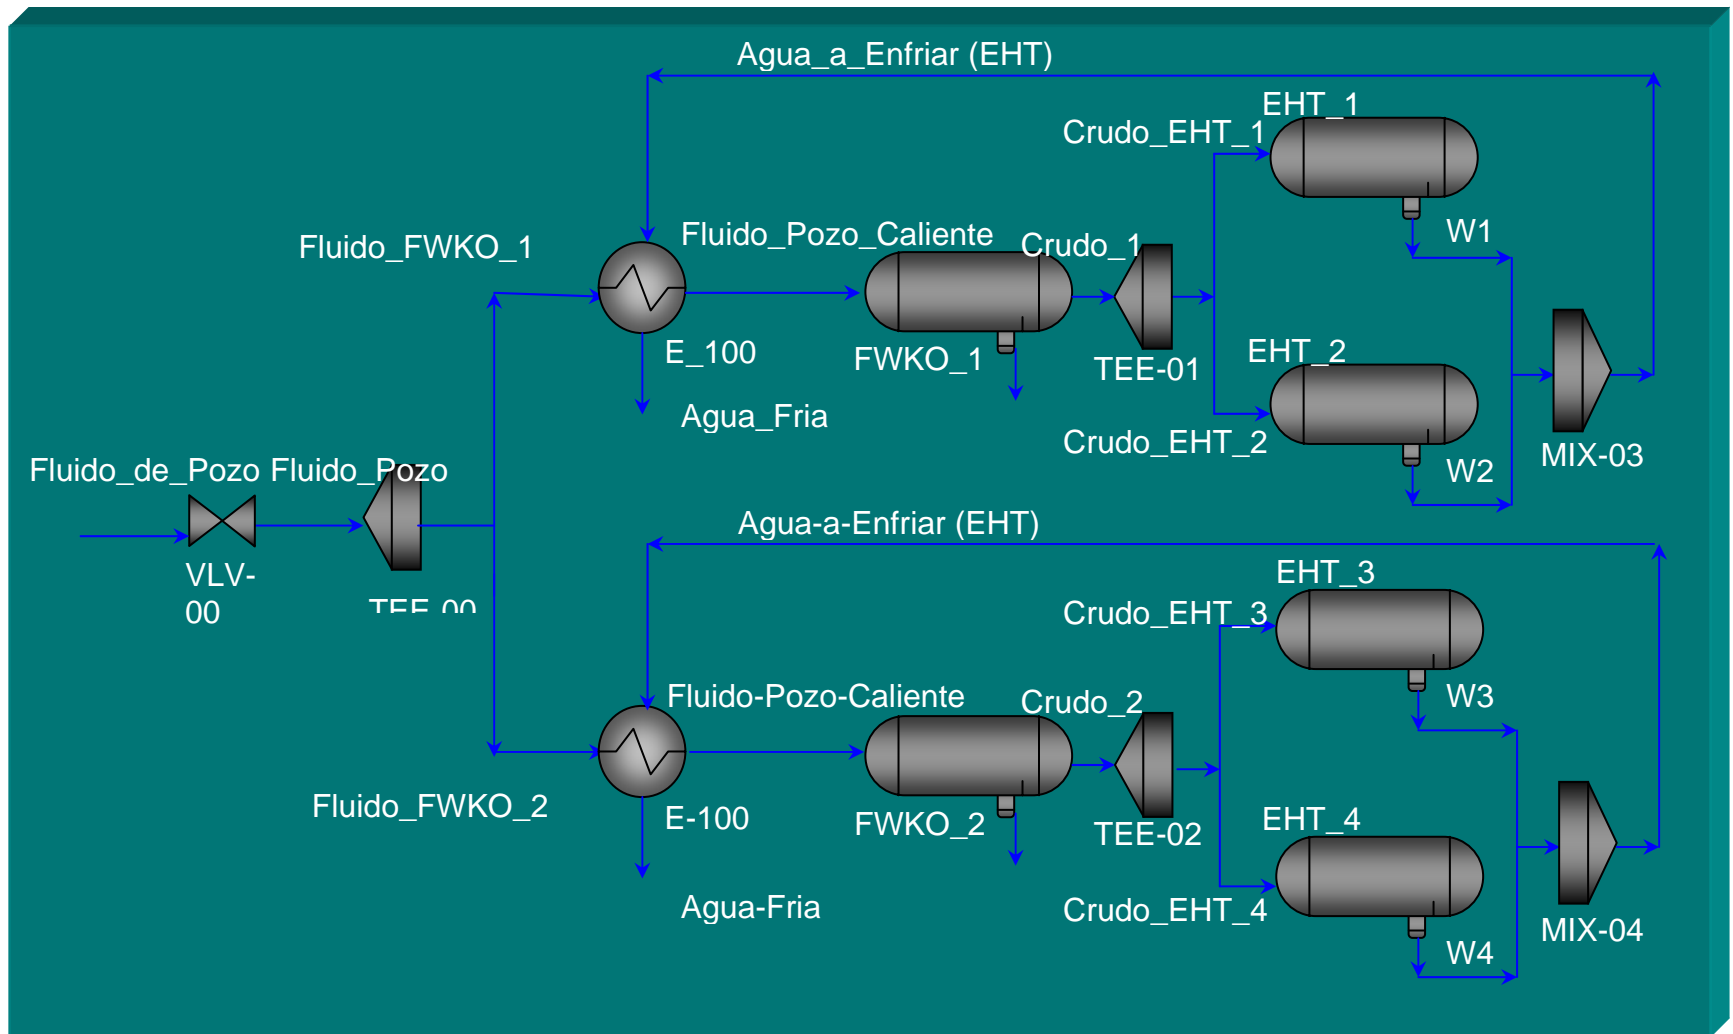 Agua_a_Enfriar (EHT)
EHT_1
Crudo_EHT_1
W1
Fluido_FWKO_1
Fluido_Pozo_Caliente
Crudo_1
E_100
FWKO_1
TEE-01
EHT_2
Agua_Fria
Crudo_EHT_2
W2
MIX-03
Fluido_de_Pozo
Fluido_Pozo
VLV-
00
TEE-00
Agua-a-Enfriar (EHT)
EHT_3
Crudo_EHT_3
W3
Fluido-Pozo-Caliente
Crudo_2
Fluido_FWKO_2
E-100
FWKO_2
TEE-02
EHT_4
Agua-Fria
Crudo_EHT_4
W4
MIX-04